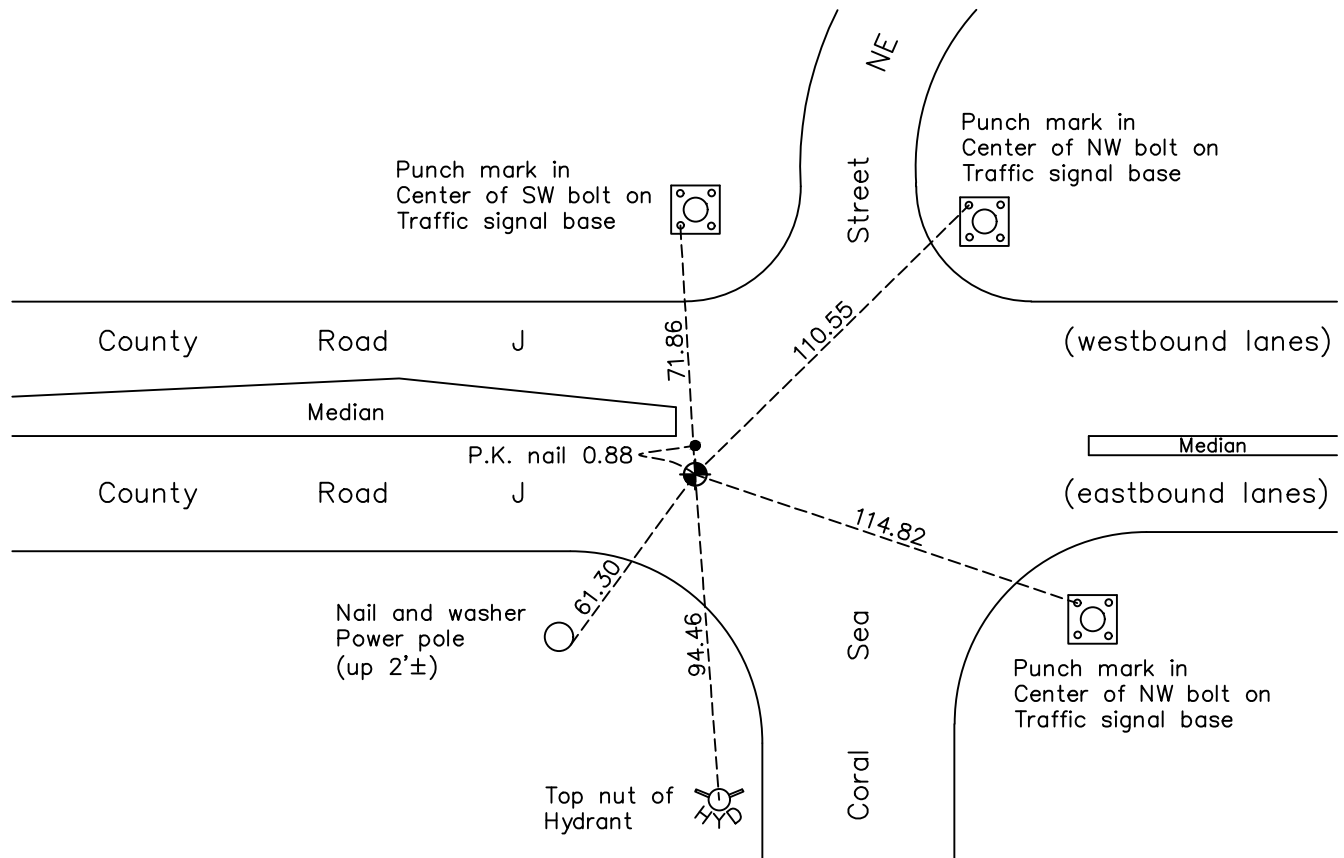 NE
Street
Punch mark in
Center of NW bolt on
Traffic signal base
Punch mark in
Center of SW bolt on
Traffic signal base
71.86
110.55
County Road J
(westbound lanes)
Median
Median
P.K. nail 0.88
County Road J
(eastbound lanes)
114.82
61.30
94.46
Nail and washer
Power pole
(up 2'±)
Sea
Coral
Punch mark in
Center of NW bolt on
Traffic signal base
Top nut of
Hydrant
HYD